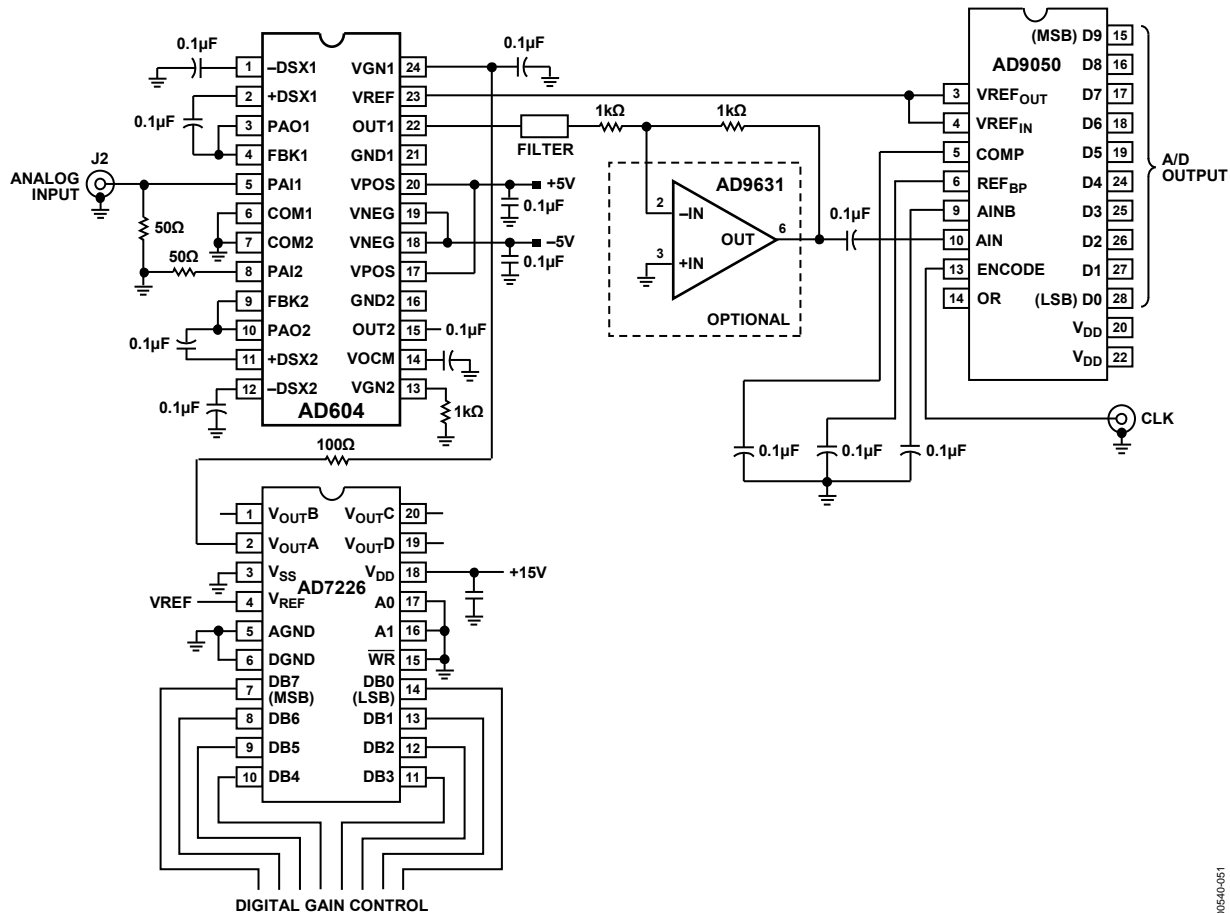 0.1µF
1 –DSX1 VGN1 24
0.1µF
2 +DSX1 VREF 23
0.1µF
3 PAO1 OUT1 22
FILTER
1kΩ
1kΩ
4 FBK1 GND1 21
J2
ANALOG
INPUT
5 PAI1 VPOS 20
+5V
0.1µF
6 COM1 VNEG 19
50Ω
7 COM2 VNEG 18
–5V
0.1µF
50Ω
8 PAI2 VPOS 17
9 FBK2 GND2 16
0.1µF
10 PAO2 OUT2 15
0.1µF
11 +DSX2 VOCM 14
0.1µF
12 –DSX2 VGN2 13
AD604
1kΩ
100Ω
AD9631
2 –IN
3 +IN
OUT 6
OPTIONAL
0.1µF
(MSB) D9 15
AD9050
D8 16
3 VREFOUT D7 17
4 VREFIN D6 18
5 COMP D5 19
6 REFBP D4 24
9 AINB D3 25
10 AIN D2 26
13 ENCODE D1 27
14 OR (LSB) D0 28
VDD 20
VDD 22
A/D
OUTPUT
CLK
0.1µF
0.1µF
0.1µF
1 VOUTB VOUTC 20
2 VOUTA VOUTD 19
3 VSS VDD 18
+15V
AD7226
VREF
4 VREF A0 17
5 AGND A1 16
6 DGND WR 15
7 DB7 (MSB) DB0 (LSB) 14
8 DB6 DB1 13
9 DB5 DB2 12
10 DB4 DB3 11
DIGITAL GAIN CONTROL
00540-051